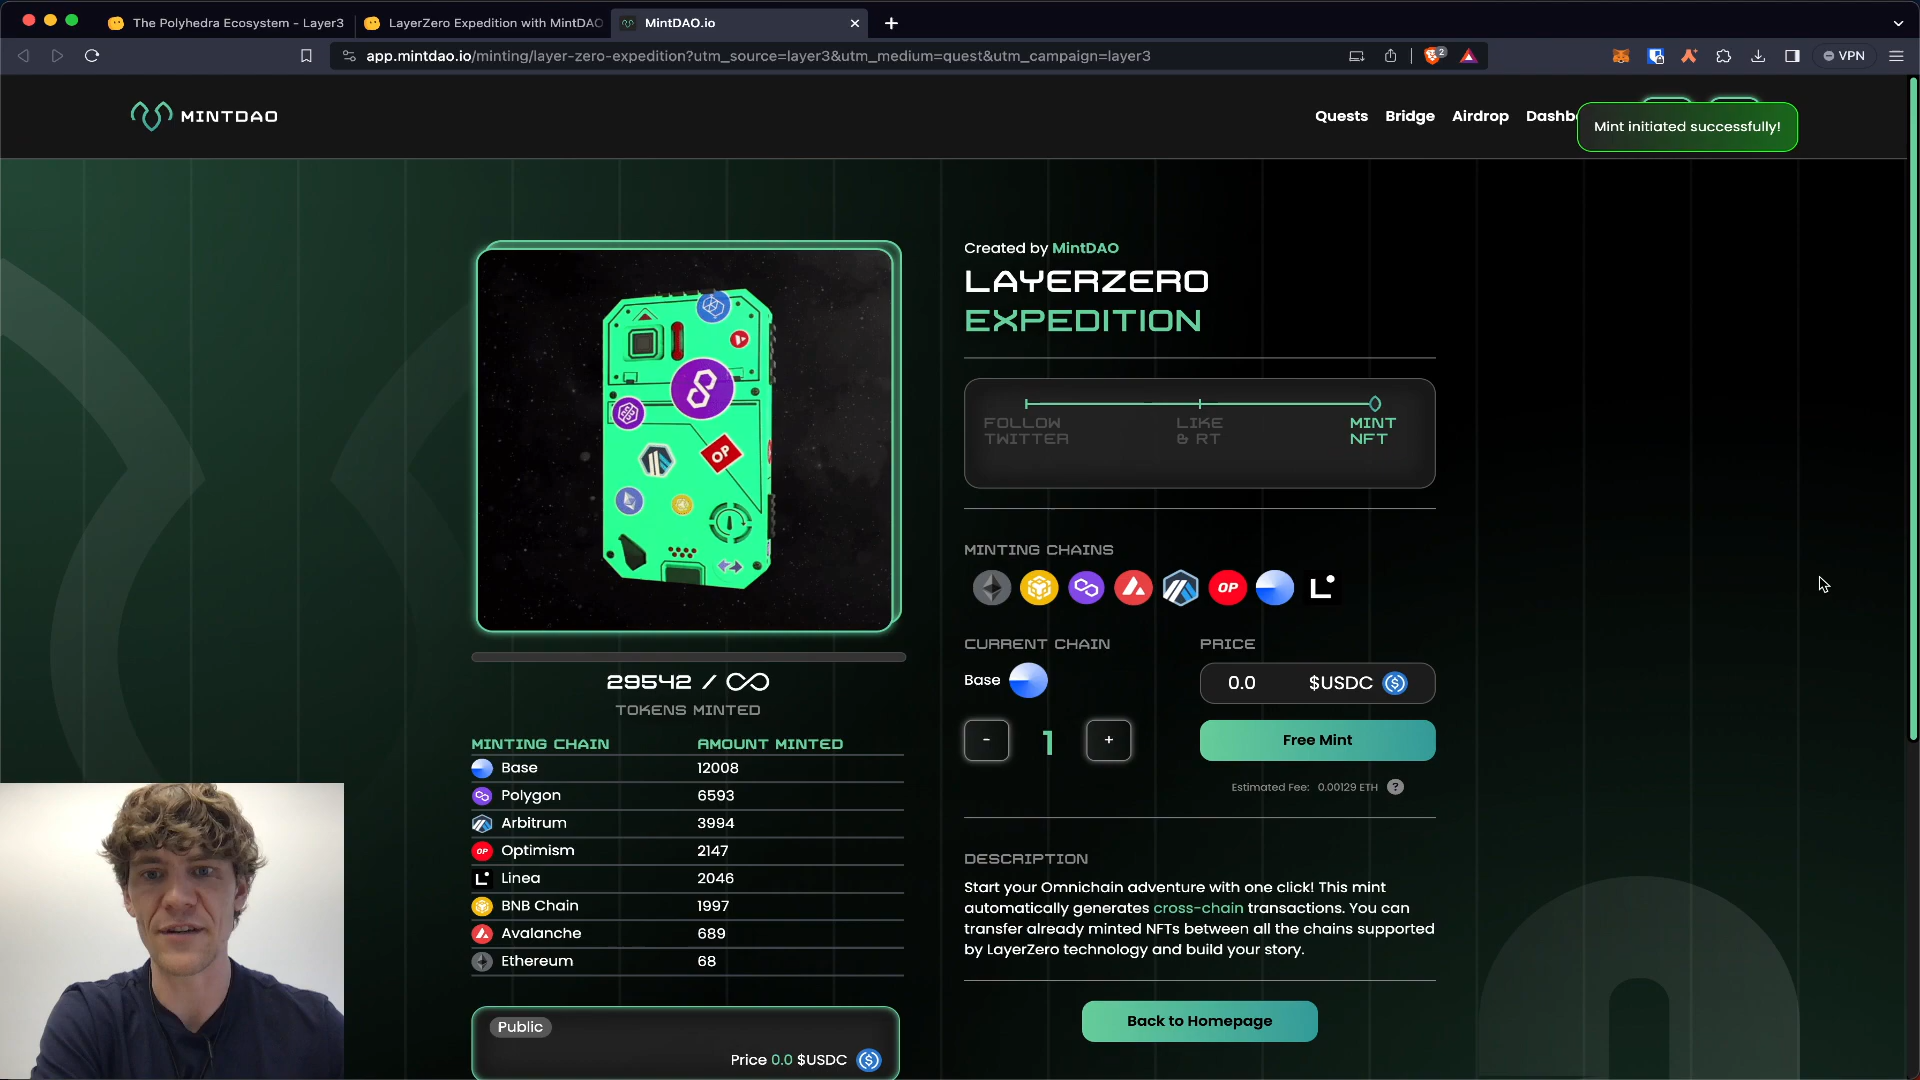 The Polyhedra Ecosystem - Layer3
LayerZero Expedition with MintDAO
MintDAO.io
app.mintdao.io/minting/layer-zero-expedition?utm_source=layer3&utm_medium=quest&utm_campaign=layer3
2
VPN
MINTDAO
Quests
Bridge
Airdrop
Dashb
Mint initiated successfully!
OP
Created by MintDAO
LAYERZERO
EXPEDITION
FOLLOW
TWITTER
LIKE
& RT
MINT
NFT
MINTING CHAINS
OP
CURRENT CHAIN
PRICE
Base
0.0
$USDC
-
1
+
Free Mint
Estimated Fee: 0.00129 ETH
?
29542 / ∞
TOKENS MINTED
MINTING CHAIN AMOUNT MINTED
Base 12008
Polygon 6593
Arbitrum 3994
OP Optimism 2147
Linea 2046
BNB Chain 1997
Avalanche 689
Ethereum 68
Public
Price 0.0 $USDC
DESCRIPTION
Start your Omnichain adventure with one click! This mint
automatically generates cross-chain transactions. You can
transfer already minted NFTs between all the chains supported
by LayerZero technology and build your story.
Back to Homepage